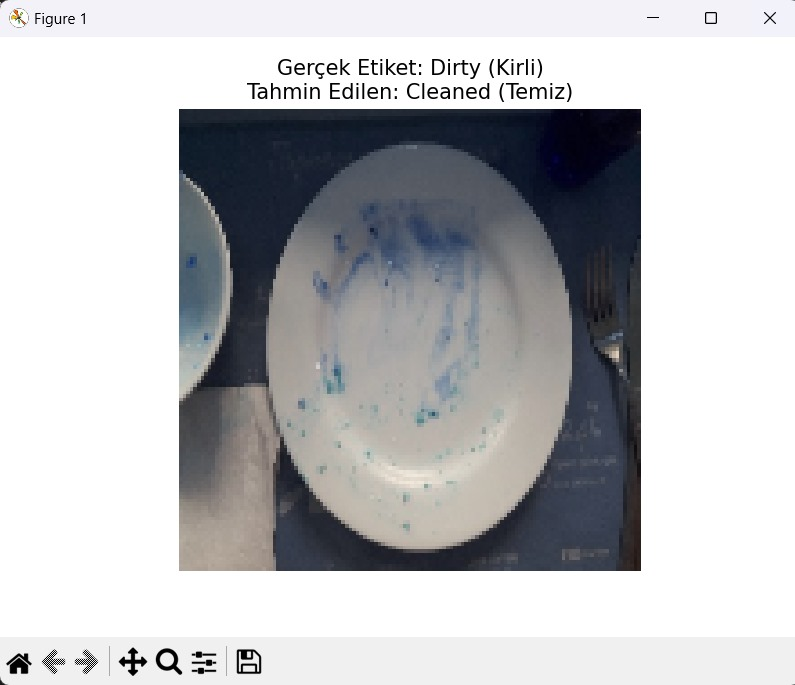 Figure 1
Gerçek Etiket: Dirty (Kirli)
Tahmin Edilen: Cleaned (Temiz)